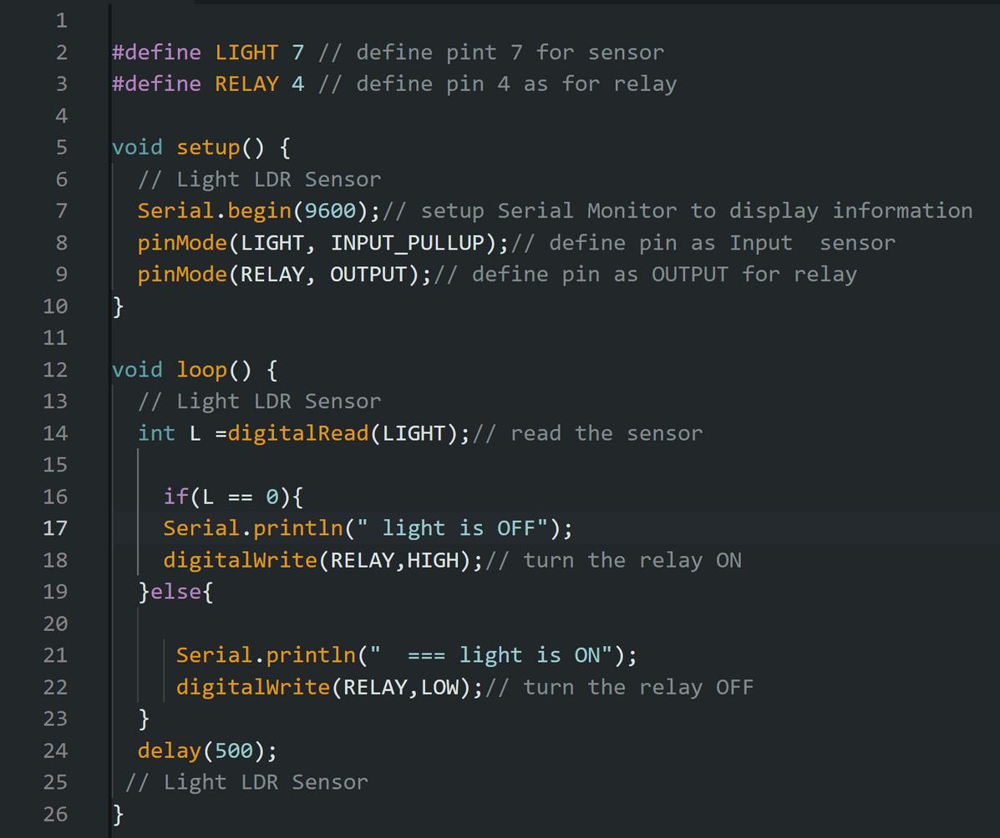 1
2 #define LIGHT 7 // define pint 7 for sensor
3 #define RELAY 4 // define pin 4 as for relay
4
5 void setup() {
6   // Light LDR Sensor
7   Serial.begin(9600);// setup Serial Monitor to display information
8   pinMode(LIGHT, INPUT_PULLUP);// define pin as Input  sensor
9   pinMode(RELAY, OUTPUT);// define pin as OUTPUT for relay
10 }
11
12 void loop() {
13   // Light LDR Sensor
14   int L =digitalRead(LIGHT);// read the sensor
15
16     if(L == 0){
17     Serial.println(" light is OFF");
18     digitalWrite(RELAY,HIGH);// turn the relay ON
19   }else{
20
21      Serial.println("  === light is ON");
22      digitalWrite(RELAY,LOW);// turn the relay OFF
23   }
24   delay(500);
25  // Light LDR Sensor
26 }